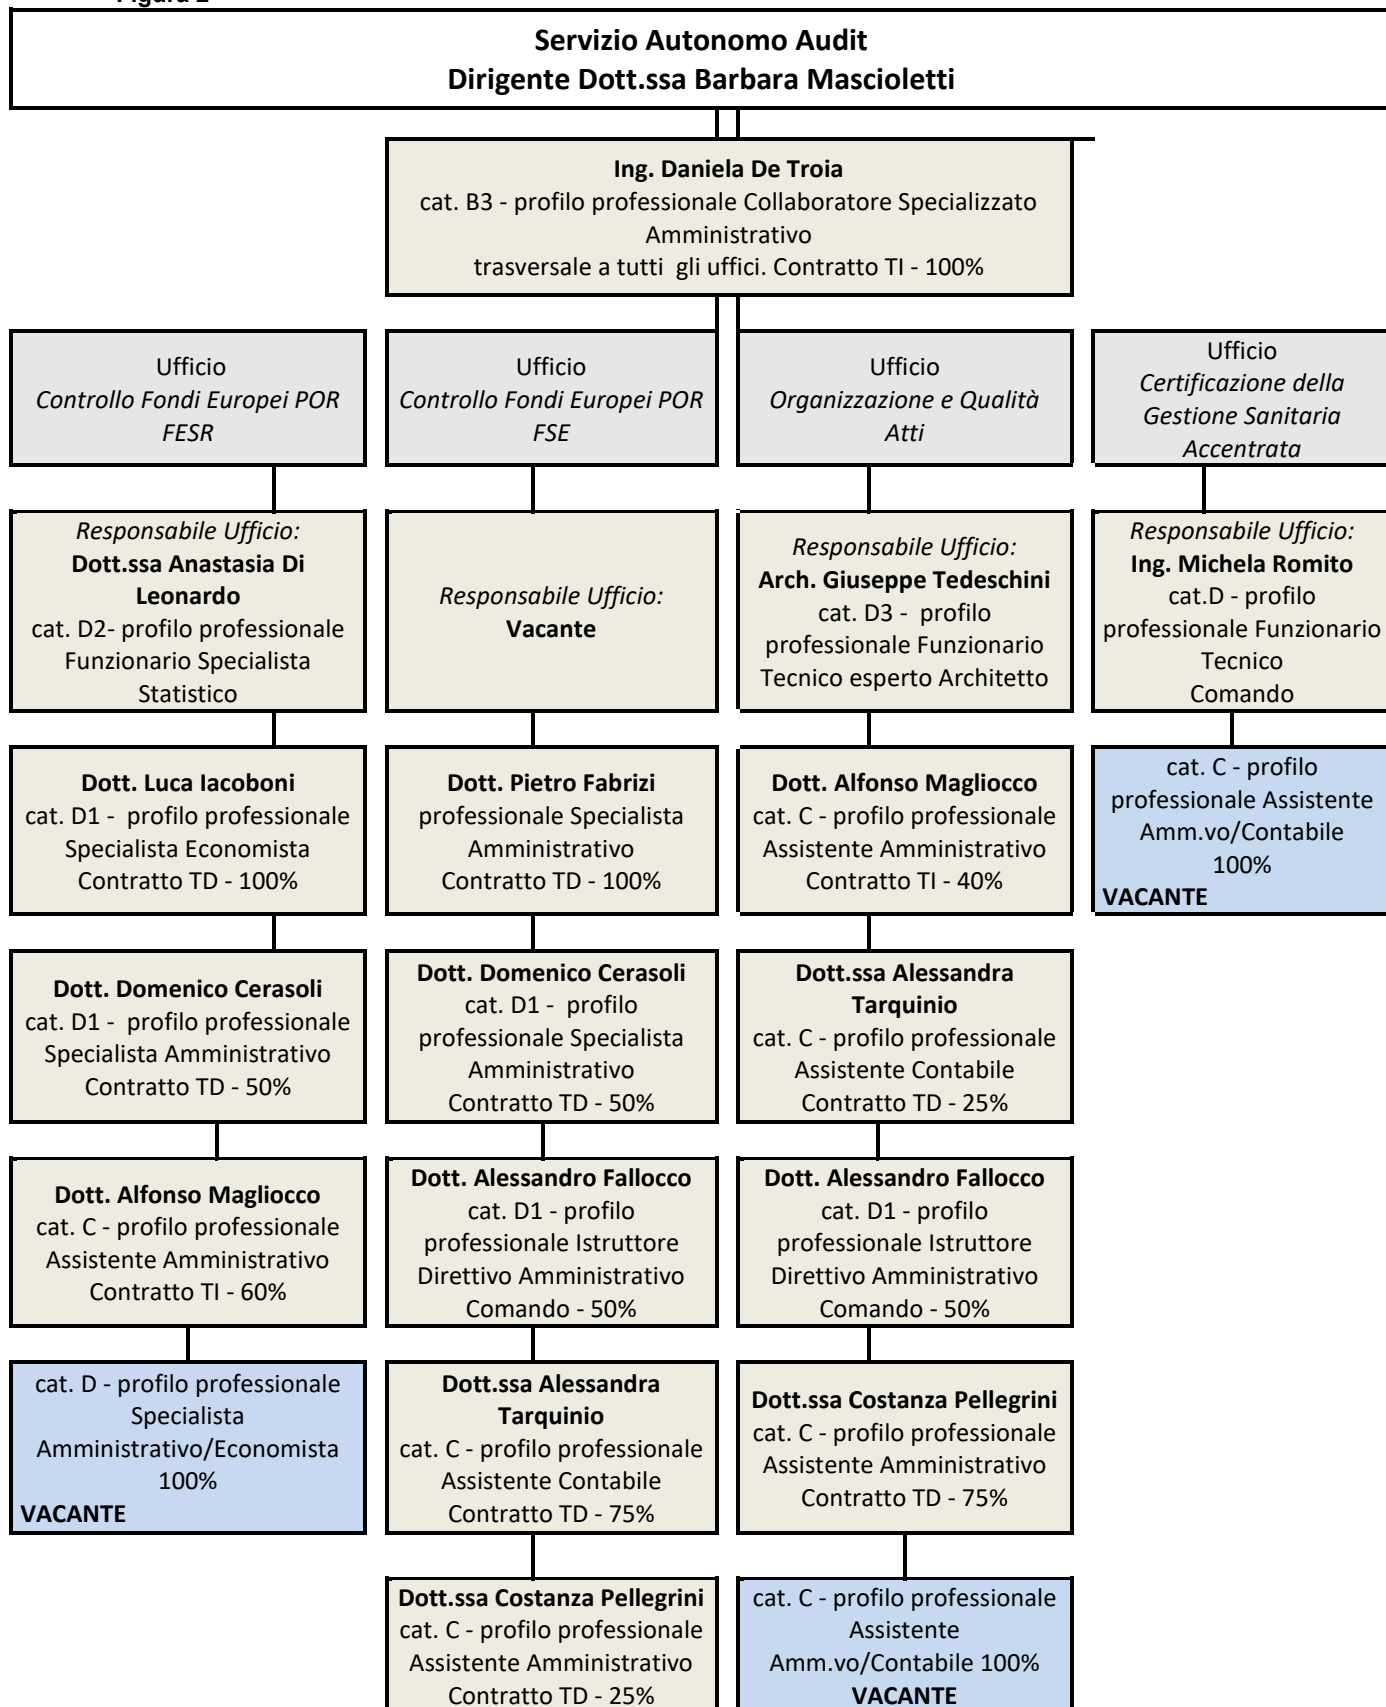 Figura 2
Servizio Autonomo Audit
Dirigente Dott.ssa Barbara Mascioletti
Ing. Daniela De Troia
cat. B3 - profilo professionale Collaboratore Specializzato
Amministrativo
trasversale a tutti gli uffici. Contratto TI - 100%
Ufficio
Controllo Fondi Europei POR
FESR
Ufficio
Controllo Fondi Europei POR
FSE
Ufficio
Organizzazione e Qualità
Atti
Ufficio
Certificazione della
Gestione Sanitaria
Accentrata
Responsabile Ufficio:
Dott.ssa Anastasia Di
Leonardo
cat. D2- profilo professionale
Funzionario Specialista
Statistico
Responsabile Ufficio:
Vacante
Responsabile Ufficio:
Arch. Giuseppe Tedeschini
cat. D3 - profilo
professionale Funzionario
Tecnico esperto Architetto
Responsabile Ufficio:
Ing. Michela Romito
cat.D - profilo
professionale Funzionario
Tecnico
Comando
Dott. Luca Iacoboni
cat. D1 - profilo professionale
Specialista Economista
Contratto TD - 100%
Dott. Pietro Fabrizi
professionale Specialista
Amministrativo
Contratto TD - 100%
Dott. Alfonso Magliocco
cat. C - profilo professionale
Assistente Amministrativo
Contratto TI - 40%
cat. C - profilo
professionale Assistente
Amm.vo/Contabile
100%
VACANTE
Dott. Domenico Cerasoli
cat. D1 - profilo professionale
Specialista Amministrativo
Contratto TD - 50%
Dott. Domenico Cerasoli
cat. D1 - profilo
professionale Specialista
Amministrativo
Contratto TD - 50%
Dott.ssa Alessandra
Tarquinio
cat. C - profilo professionale
Assistente Contabile
Contratto TD - 25%
Dott. Alfonso Magliocco
cat. C - profilo professionale
Assistente Amministrativo
Contratto TI - 60%
Dott. Alessandro Fallocco
cat. D1 - profilo
professionale Istruttore
Direttivo Amministrativo
Comando - 50%
Dott. Alessandro Fallocco
cat. D1 - profilo
professionale Istruttore
Direttivo Amministrativo
Comando - 50%
cat. D - profilo professionale
Specialista
Amministrativo/Economista
100%
VACANTE
Dott.ssa Alessandra
Tarquinio
cat. C - profilo professionale
Assistente Contabile
Contratto TD - 75%
Dott.ssa Costanza Pellegrini
cat. C - profilo professionale
Assistente Amministrativo
Contratto TD - 75%
Dott.ssa Costanza Pellegrini
cat. C - profilo professionale
Assistente Amministrativo
Contratto TD - 25%
cat. C - profilo professionale
Assistente
Amm.vo/Contabile 100%
VACANTE